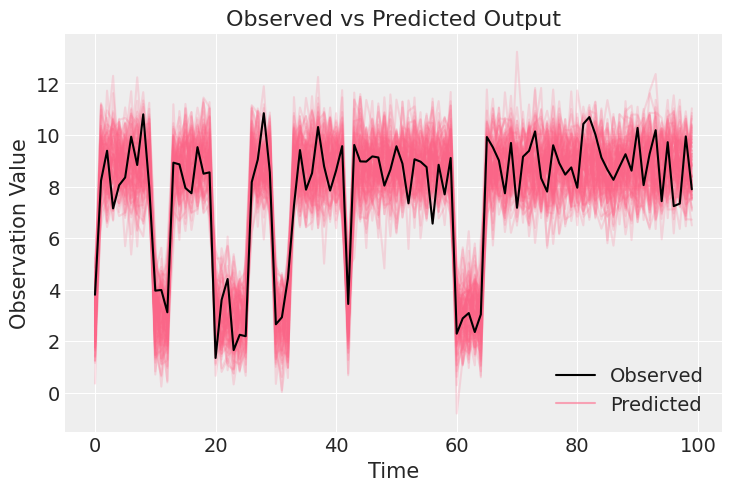 Observed vs Predicted Output
Observation Value
12
10
8
6
4
2
0
Observed
Predicted
0 20 40 60 80 100
Time